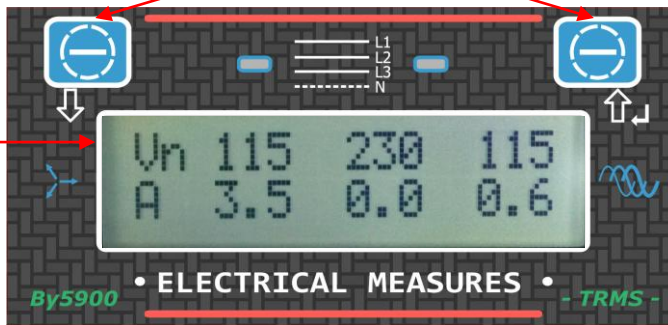 L1
L2
L3
N
Vn 115 230 115
A 3.5 0.0 0.6
• ELECTRICAL MEASURES •
By5900
- TRMS -